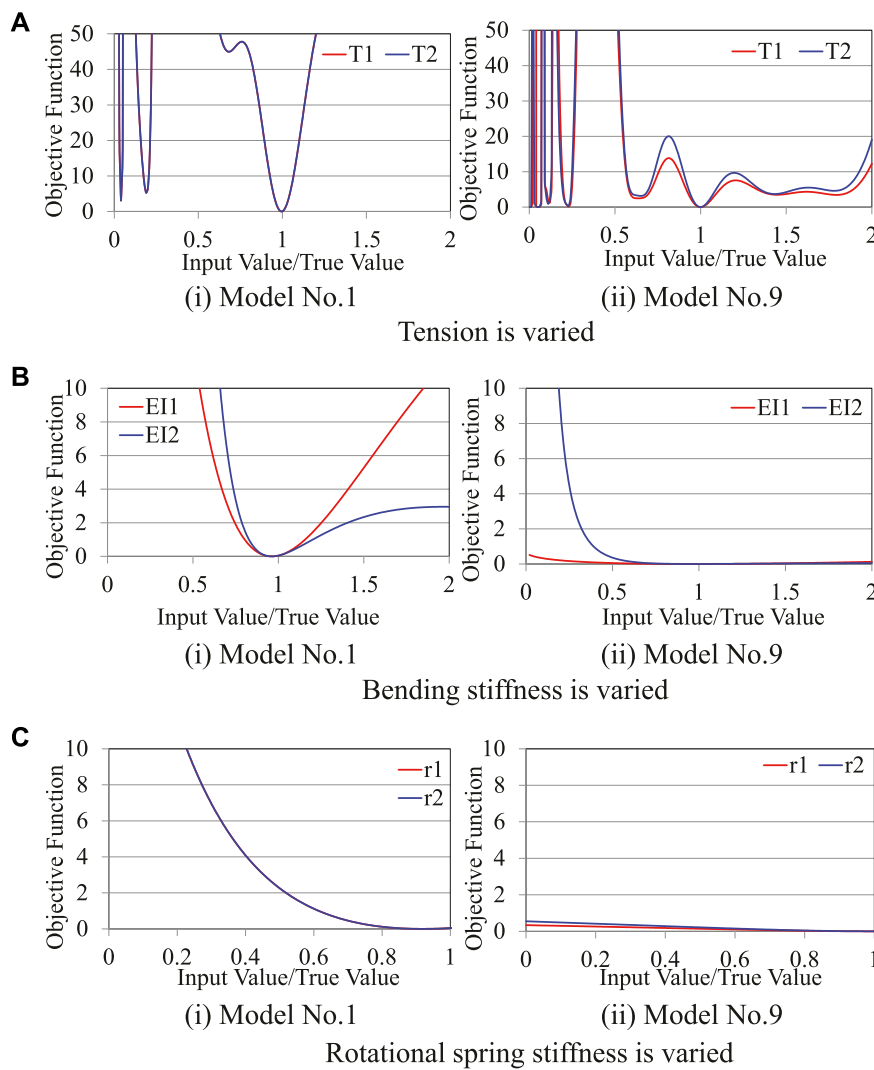 A
Objective Function
50
40
30
20
10
0
T1 T2
0 0.5 1 1.5 2
Input Value/True Value
(i) Model No.1
Objective Function
50
40
30
20
10
0
T1 T2
0 0.5 1 1.5 2
Input Value/True Value
(ii) Model No.9
Tension is varied
B
Objective Function
10
8
6
4
2
0
EI1
EI2
0 0.5 1 1.5 2
Input Value/True Value
(i) Model No.1
Objective Function
10
8
6
4
2
0
EI1 EI2
0 0.5 1 1.5 2
Input Value/True Value
(ii) Model No.9
Bending stiffness is varied
C
Objective Function
10
8
6
4
2
0
r1
r2
0 0.2 0.4 0.6 0.8 1
Input Value/True Value
(i) Model No.1
Objective Function
10
8
6
4
2
0
r1 r2
0 0.2 0.4 0.6 0.8 1
Input Value/True Value
(ii) Model No.9
Rotational spring stiffness is varied